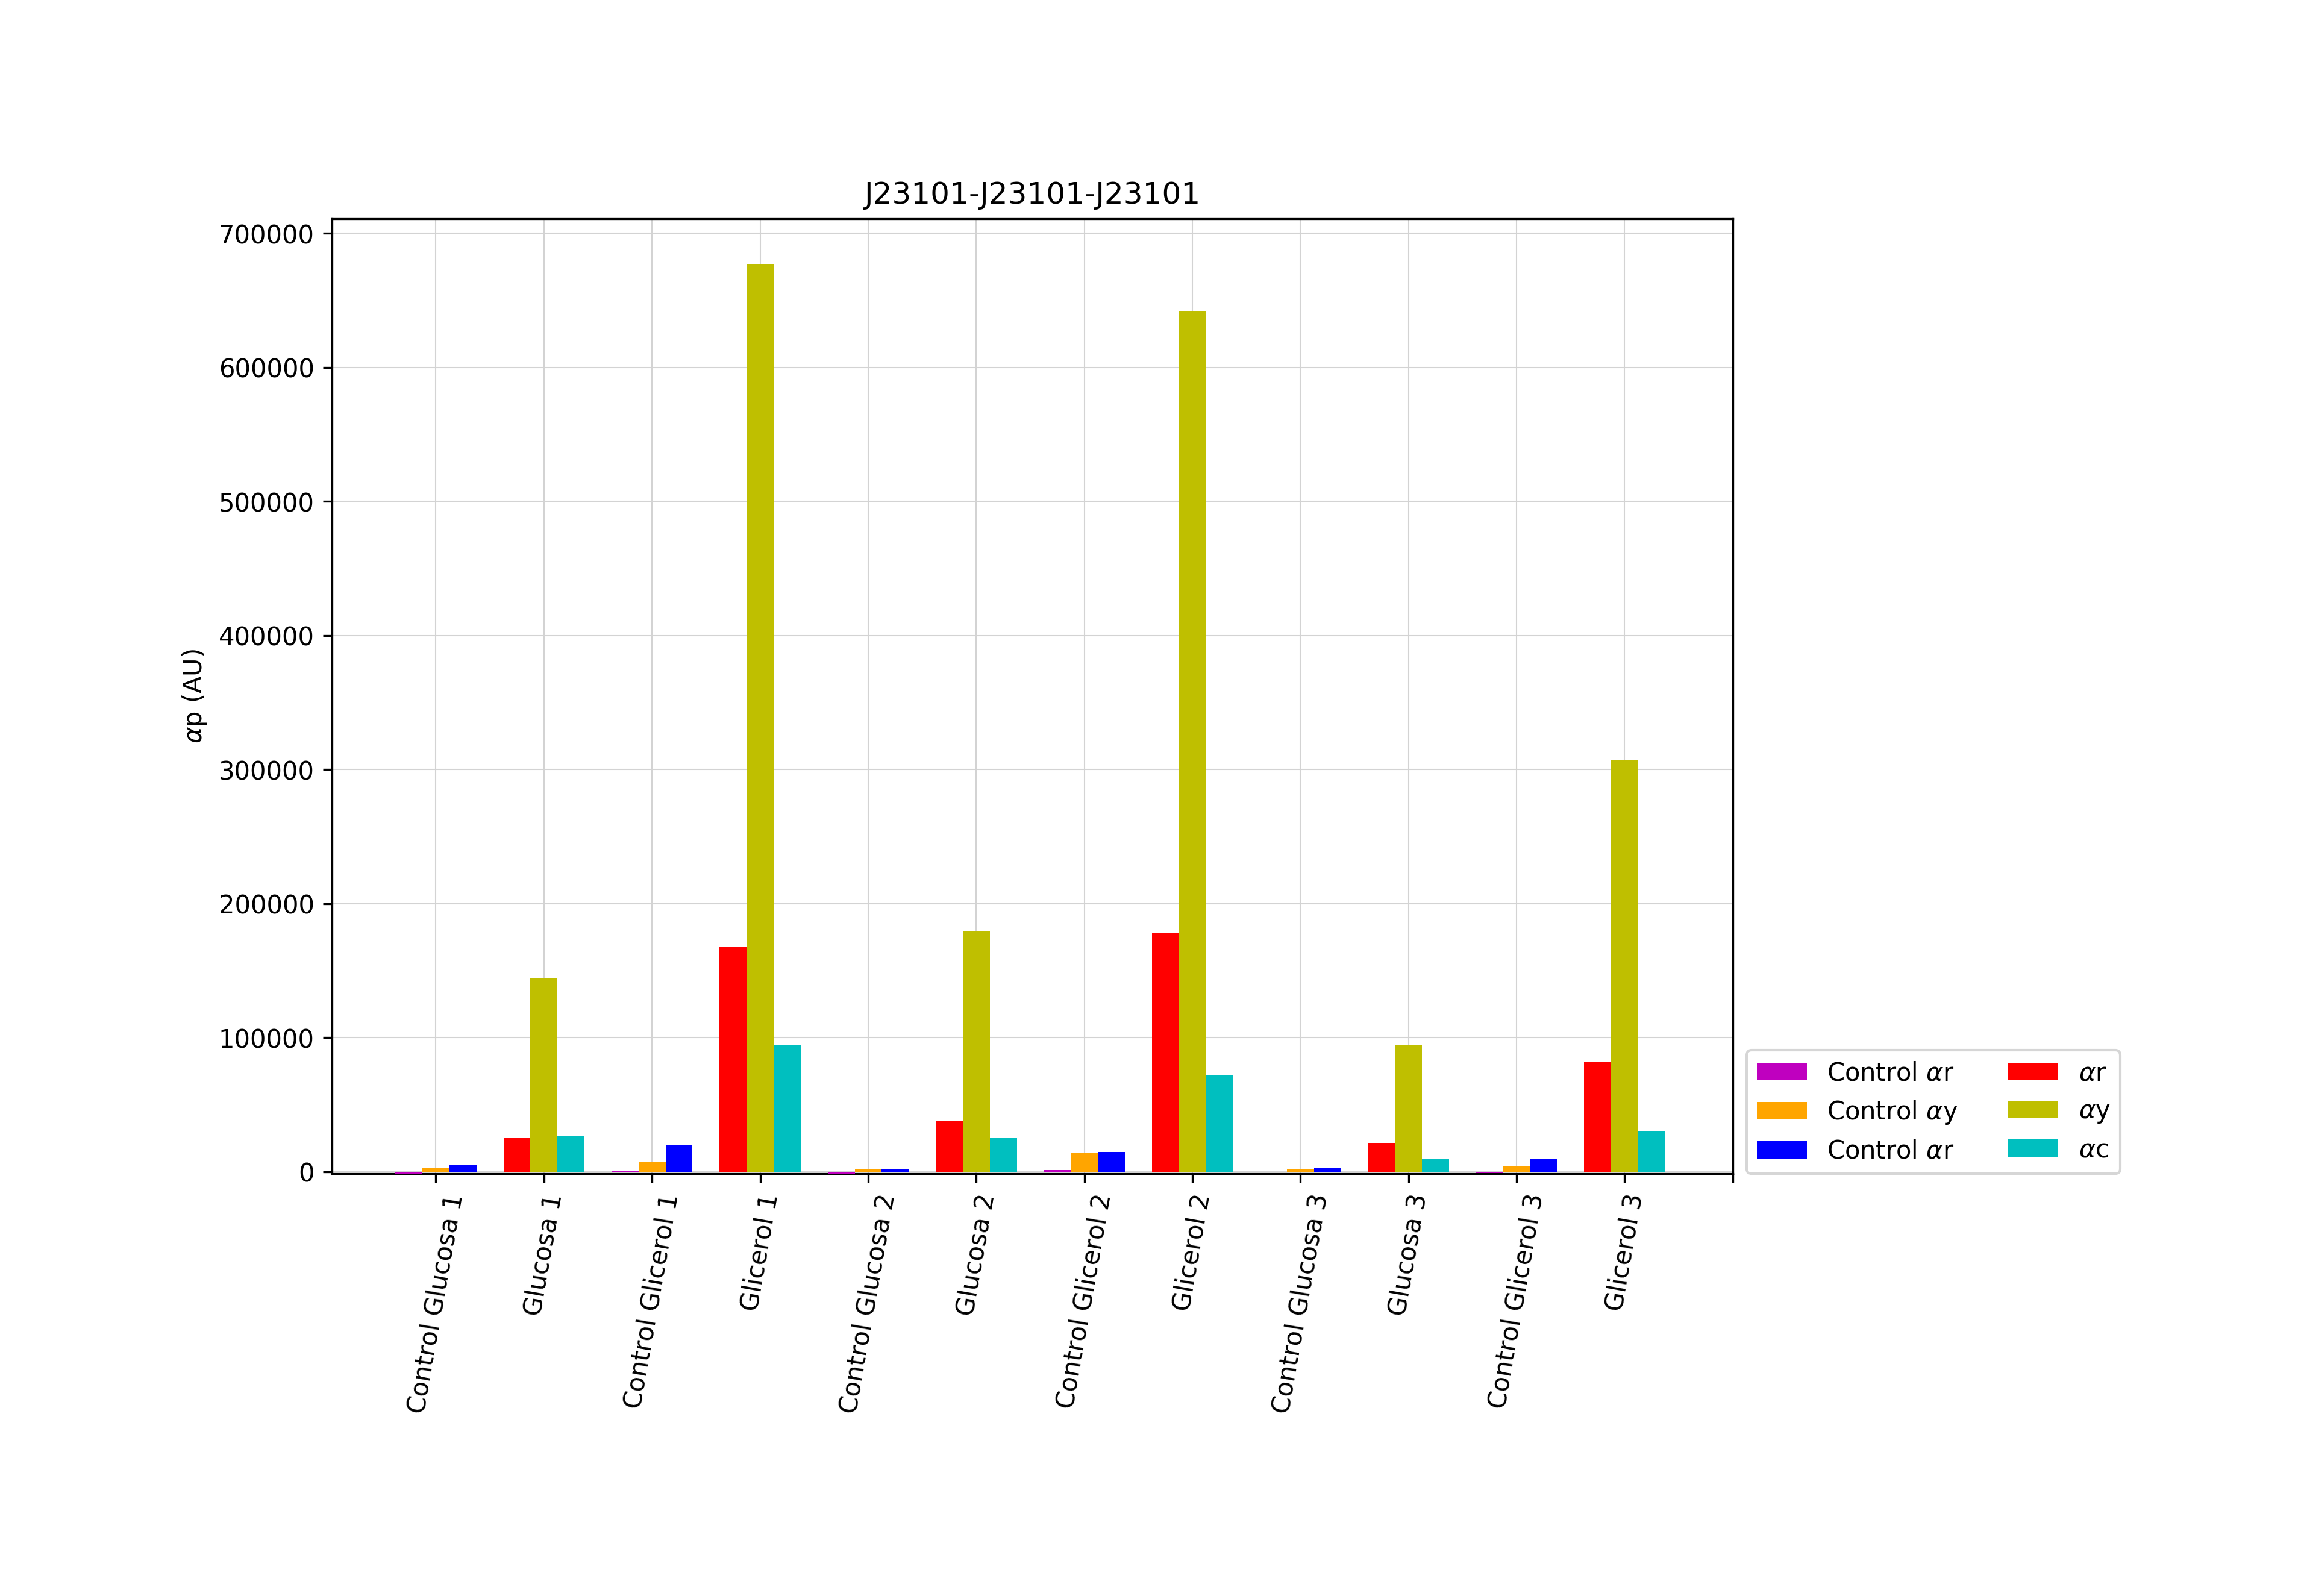 J23101-J23101-J23101
700000
600000
500000
400000
300000
200000
100000
0
αp (AU)
Control Glucosa 1
Glucosa 1
Control Glicerol 1
Glicerol 1
Control Glucosa 2
Glucosa 2
Control Glicerol 2
Glicerol 2
Control Glucosa 3
Glucosa 3
Control Glicerol 3
Glicerol 3
Control αr
Control αy
Control αr
αr
αy
αc